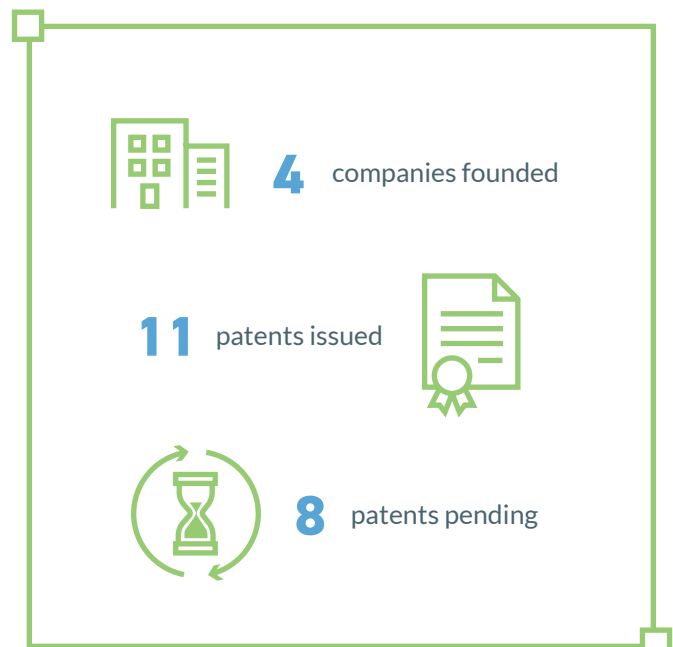 4 companies founded
11 patents issued
8 patents pending